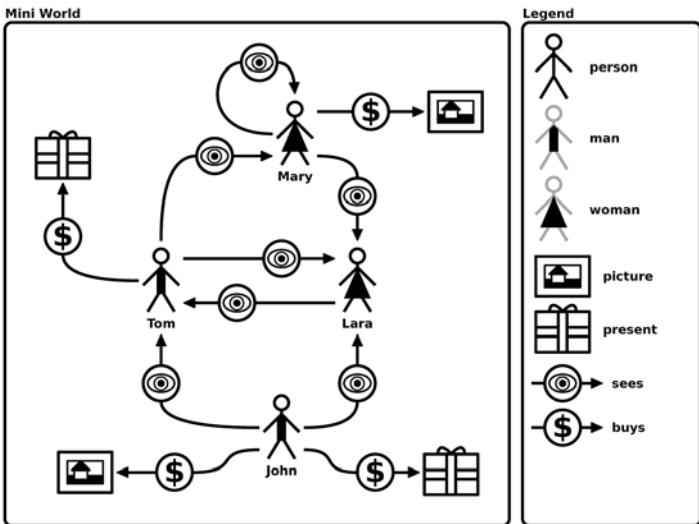 Mini World
Legend
Mary
Tom
Lara
John
$
$
$
$
person
man
woman
picture
present
sees
$
buys